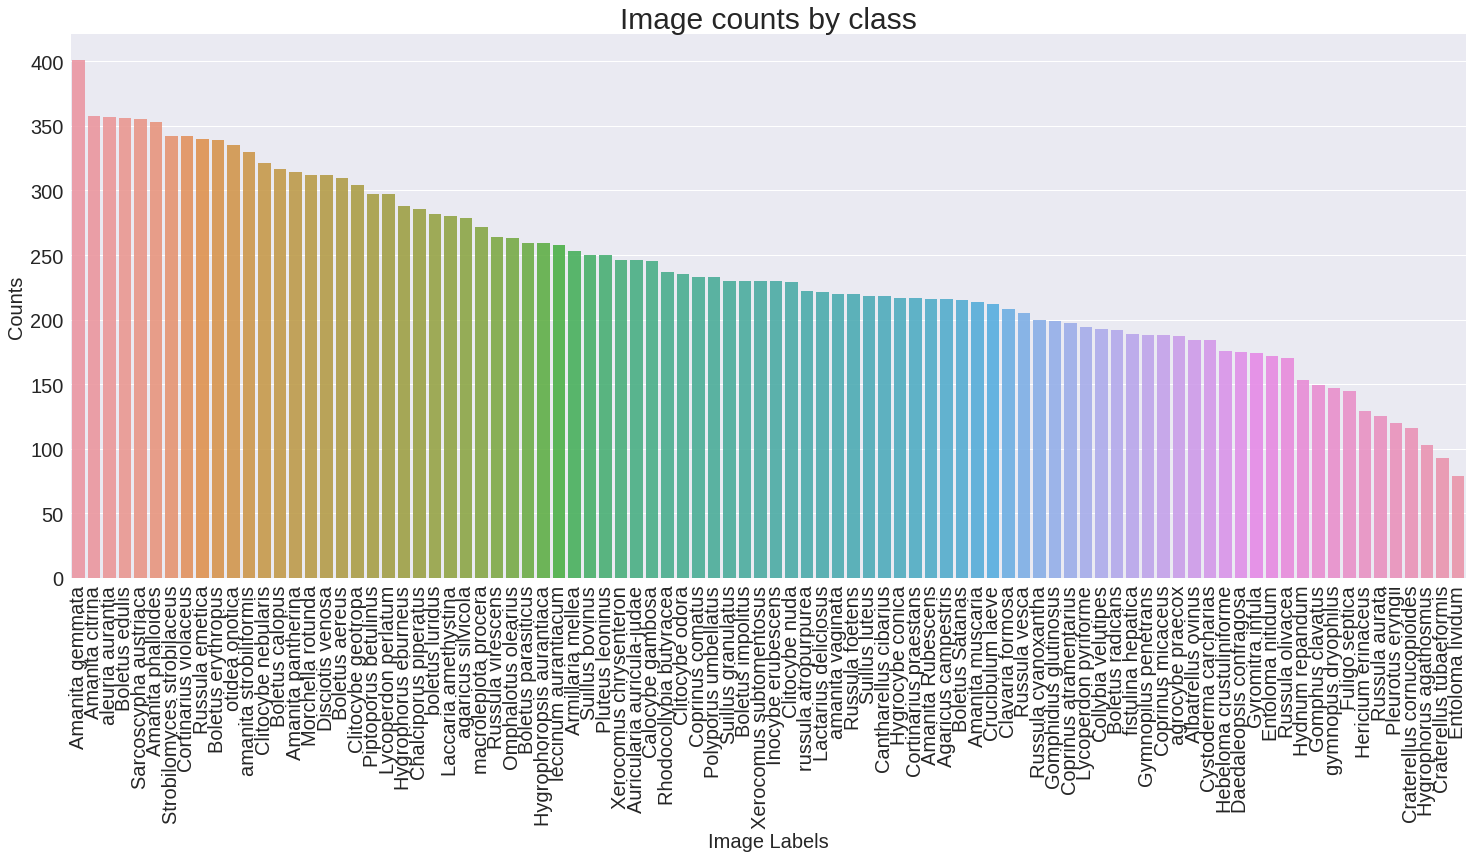 Image counts by class
Counts
400
350
300
250
200
150
100
50
0
Amanita gemmata
Amanita citrina
aleuria aurantia
Boletus edulis
Sarcoscypha austriaca
Amanita phalloides
Strobilomyces strobilaceus
Cortinarius violaceus
Russula emetica
Boletus erythropus
otidea onotica
amanita strobiliformis
Clitocybe nebularis
Boletus calopus
Amanita pantherina
Morchella rotunda
Disciotis venosa
Boletus aereus
Clitocybe geotropa
Piptoporus betulinus
Lycoperdon perlatum
Hygrophorus eburneus
Chalciporus piperatus
boletus luridus
Laccaria amethystina
agaricus silvicola
macrolepiota procera
Russula virescens
Omphalotus olearius
Boletus parasiticus
Hygrophoropsis aurantiaca
leccinum aurantiacum
Armillaria mellea
Suillus bovinus
Pluteus leoninus
Xerocomus chrysenteron
Auricularia auricula-judae
Calocybe gambosa
Rhodocollybia butyracea
Clitocybe odora
Coprinus comatus
Polyporus umbellatus
Suillus granulatus
Boletus impolitus
Xerocomus subtomentosus
Inocybe erubescens
Clitocybe nuda
russula atropurpurea
Lactarius deliciosus
amanita vaginata
Russula foetens
Suillus luteus
Cantharellus cibarius
Hygrocybe conica
Cortinarius praestans
Amanita Rubescens
Agaricus campestris
Boletus Satanas
Amanita muscaria
Crucibulum laeve
Clavaria formosa
Russula vesca
Russula cyanoxantha
Gomphidius glutinosus
Coprinus atramentarius
Lycoperdon pyriforme
Collybia velutipes
Boletus radicans
fistulina hepatica
Gymnopilus penetrans
Coprinus micaceus
agrocybe praecox
Albatrellus ovinus
Cystoderma carcharias
Hebeloma crustuliniforme
Daedaleopsis contragosa
Gyromitra infula
Entoloma nitidum
Russula olivacea
Hydnum repandum
Gomphus clavatus
gymnopus dryophilus
Fuligo septica
Hericium erinaceus
Russula aurata
Pleurotus eryngii
Craterellus cornucopioides
Hygrophorus agathosmus
Craterellus tubaeformis
Entoloma lividum
Image Labels